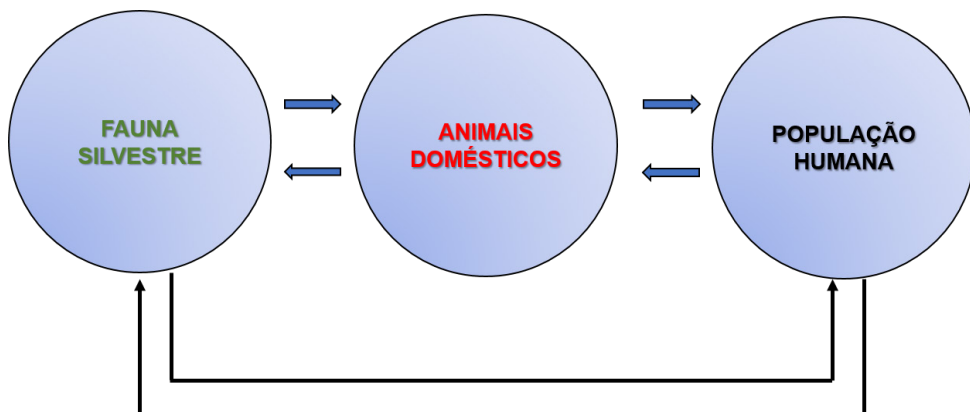 FAUNA
SILVESTRE
ANIMAIS
DOMÉSTICOS
POPULAÇÃO
HUMANA